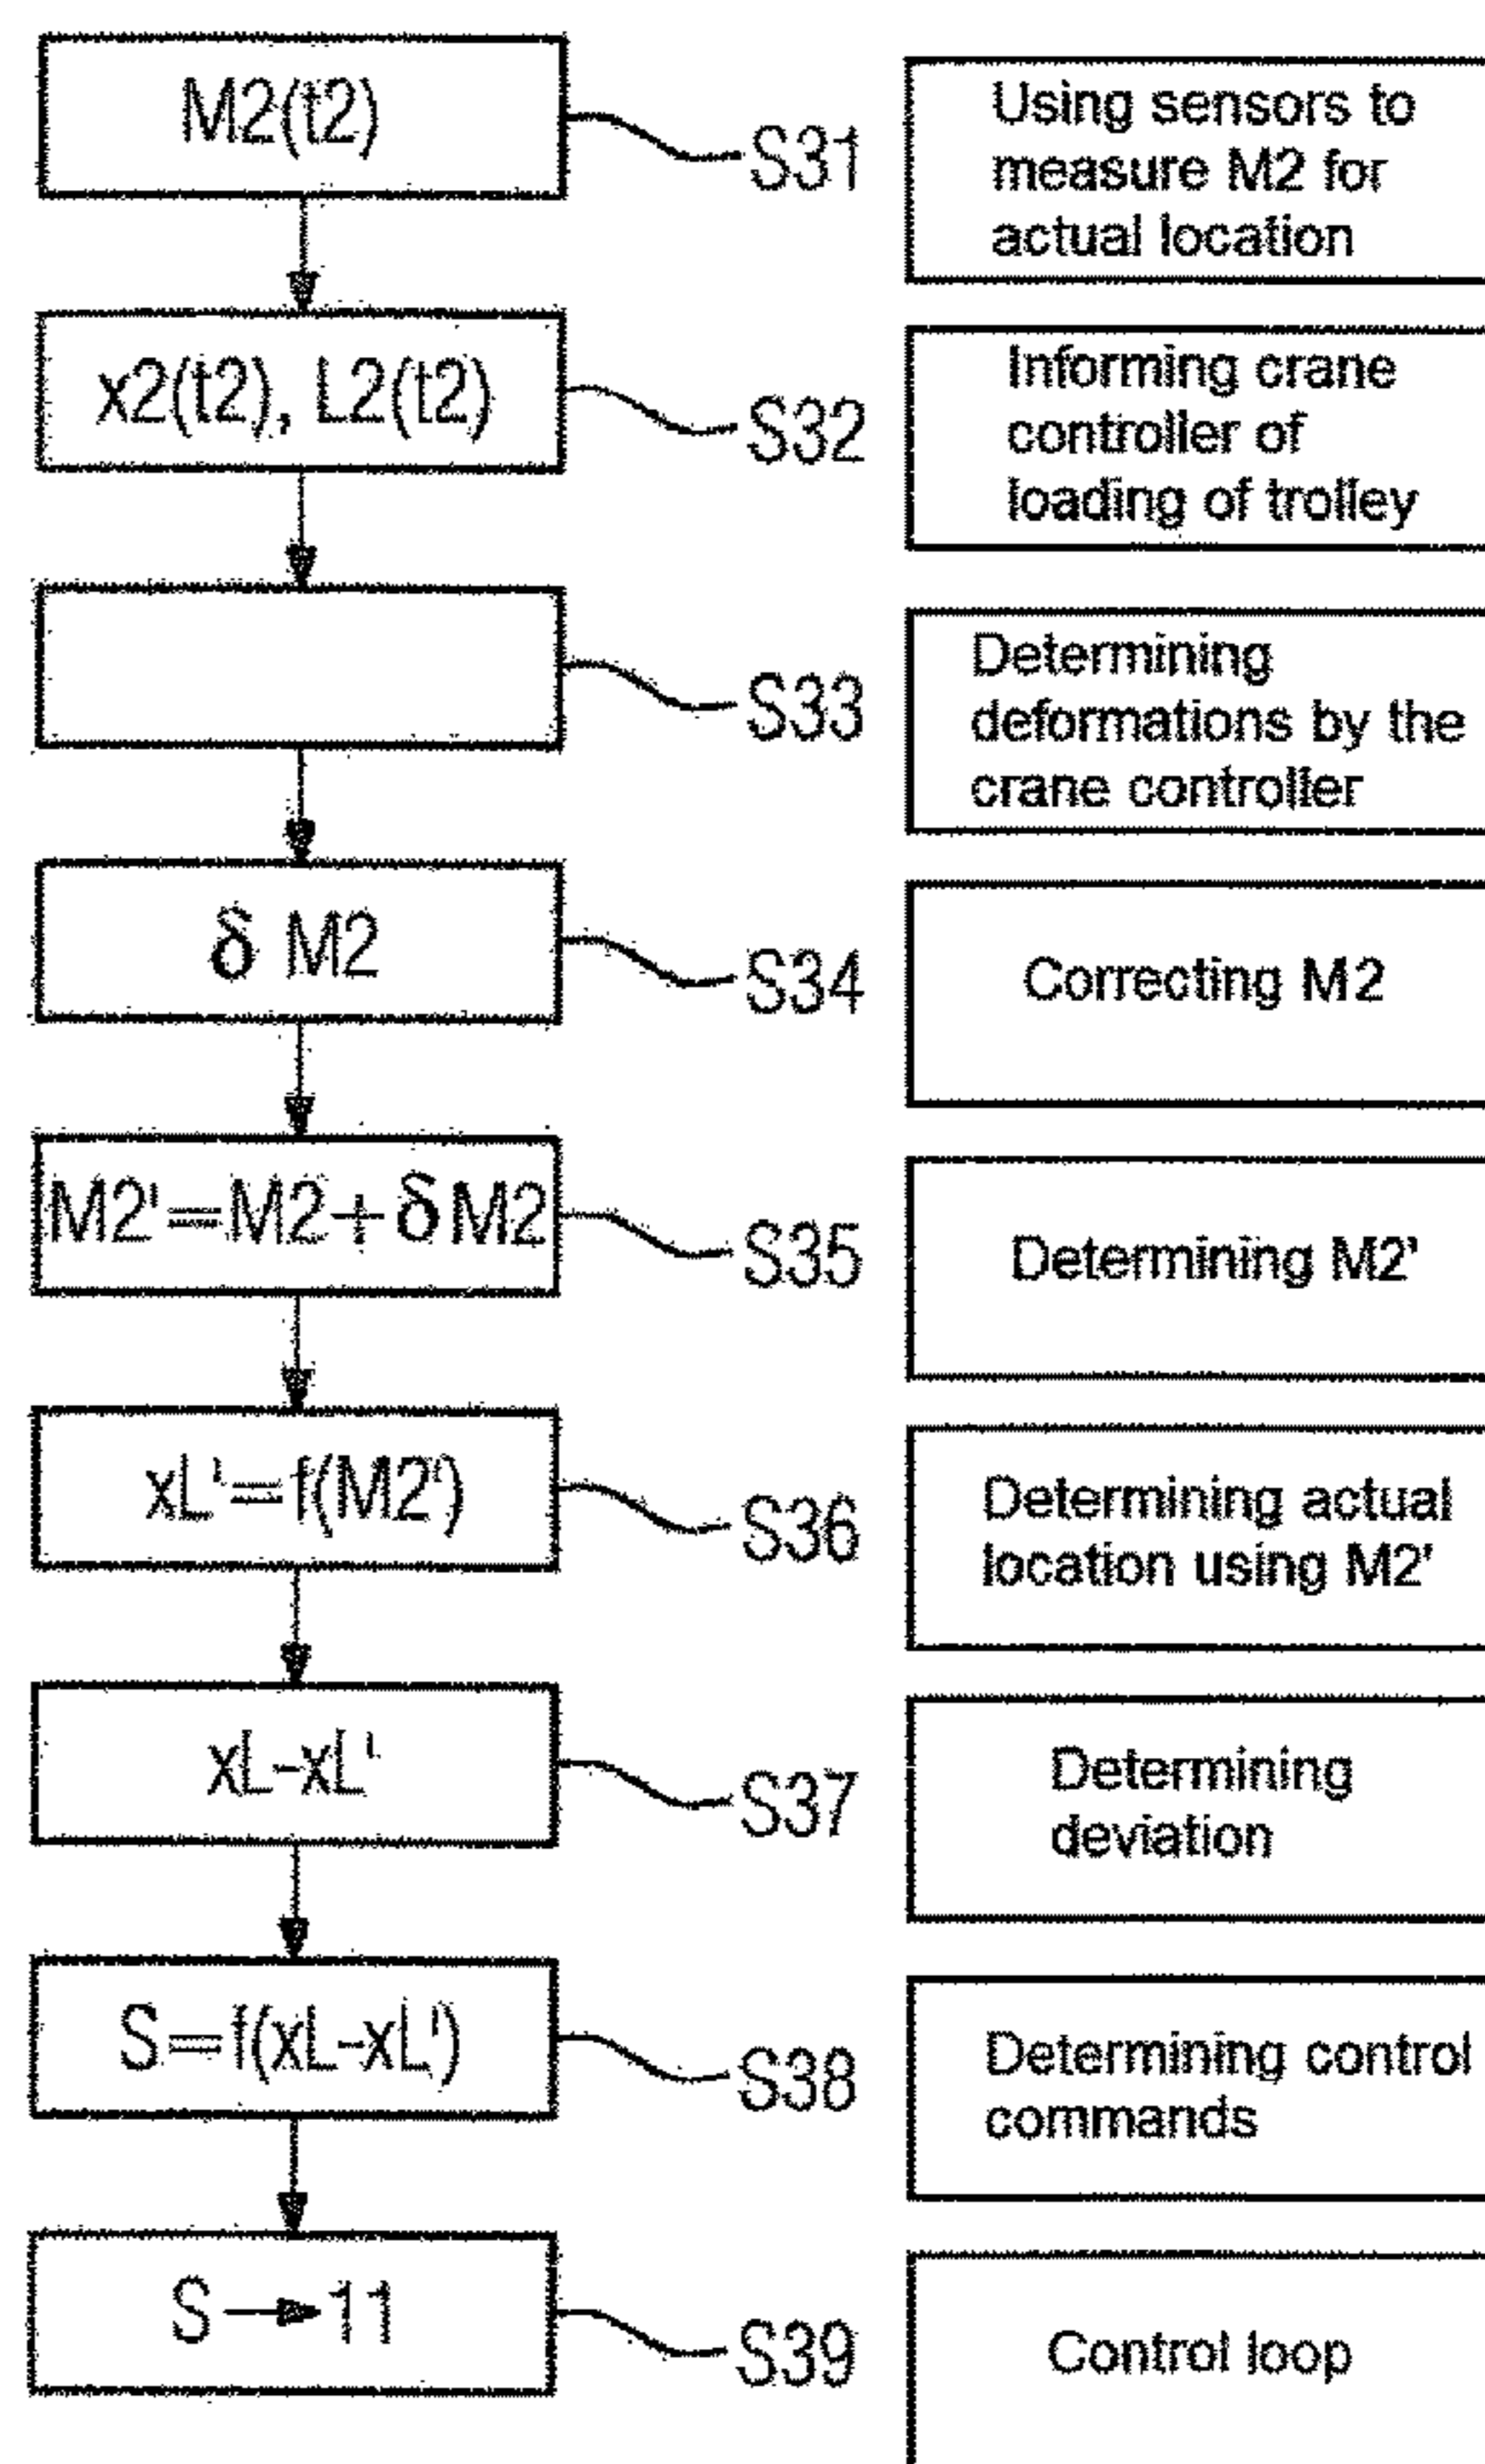 M2(t2)
S31
Using sensors to
measure M2 for
actual location
x2(t2), L2(t2)
S32
Informing crane
controller of
loading of trolley
S33
Determining
deformations by the
crane controller
δ M2
S34
Correcting M2
M2'=M2+δ M2
S35
Determining M2'
xL'=f(M2')
S36
Determining actual
location using M2'
xL-xL'
S37
Determining
deviation
S=f(xL-xL')
S38
Determining control
commands
S→11
S39
Control loop